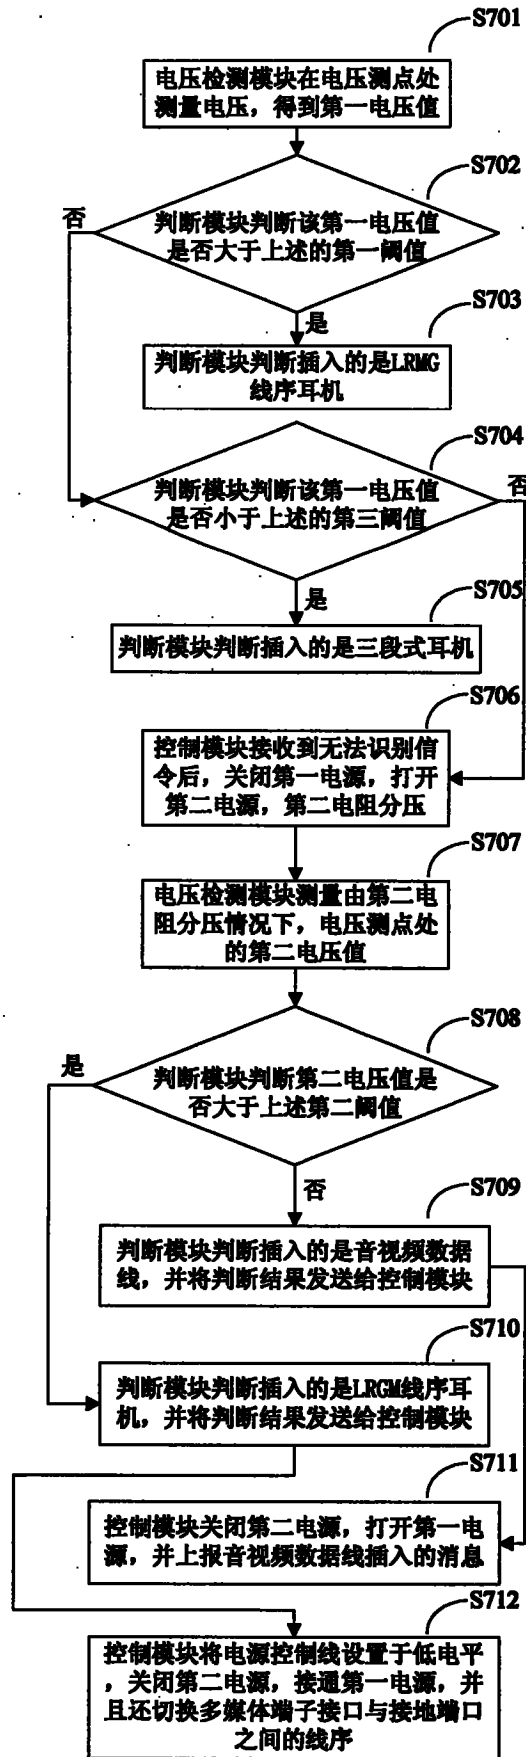 S701
电压检测模块在电压测点处
测量电压，得到第一电压值
S702
否
判断模块判断该第一电压值
是否大于上述的第一阈值
S703
是
判断模块判断插入的是LRMG
线序耳机
S704
判断模块判断该第一电压值
是否小于上述的第三阈值
否
是
S705
判断模块判断插入的是三段式耳机
S706
控制模块接收到无法识别信
令后，关闭第一电源，打开
第二电源，第二电阻分压
S707
电压检测模块测量由第二电
阻分压情况下，电压测点处
的第二电压值
S708
是
判断模块判断第二电压值是
否大于上述第二阈值
否
S709
判断模块判断插入的是音视频数据
线，并将判断结果发送给控制模块
S710
判断模块判断插入的是LRGM线序耳
机，并将判断结果发送给控制模块
S711
控制模块关闭第二电源，打开第一电
源，并上报音视频数据线插入的消息
S712
控制模块将电源控制线设置于低电平
，关闭第二电源，接通第一电源，并
且还切换多媒体端子接口与接地端口
之间的线序